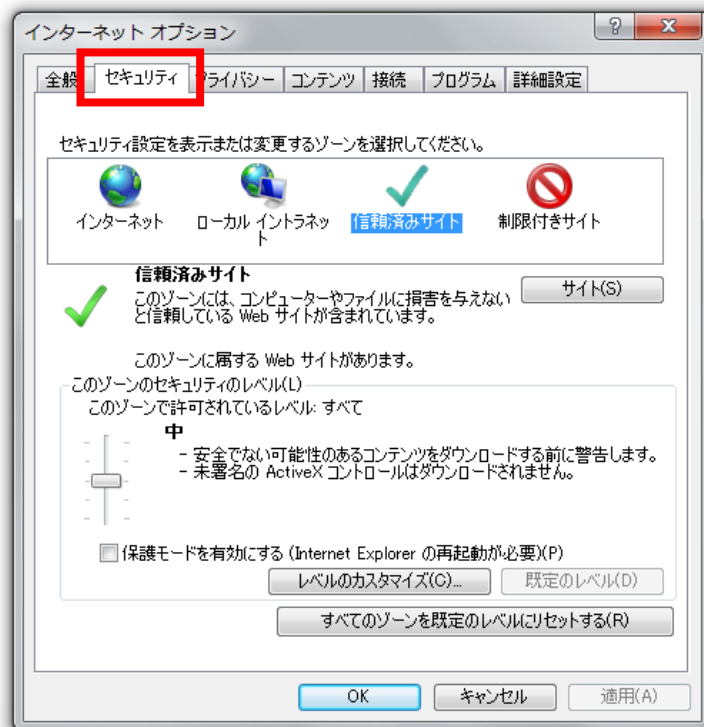 インターネット オプション
全般 セキュリティ ライバシー コンテンツ 接続 プログラム 詳細設定
セキュリティ設定を表示または変更するゾーンを選択してください。
インターネット ローカル イントラネッ 信頼済みサイト 制限付きサイト
ト
信頼済みサイト
サイト(S)
このゾーンには、コンピューターやファイルに損害を与えない
と信頼している Web サイトが含まれています。
このゾーンに属する Web サイトがあります。
このゾーンのセキュリティのレベル(L)
このゾーンで許可されているレベル: すべて
中
- 安全でない可能性のあるコンテンツをダウンロードする前に警告します。
- 未署名の ActiveX コントロールはダウンロードされません。
保護モードを有効にする (Internet Explorer の再起動が必要)(P)
レベルのカスタマイズ(C)... 既定のレベル(D)
すべてのゾーンを既定のレベルにリセットする(R)
OK キャンセル 適用(A)